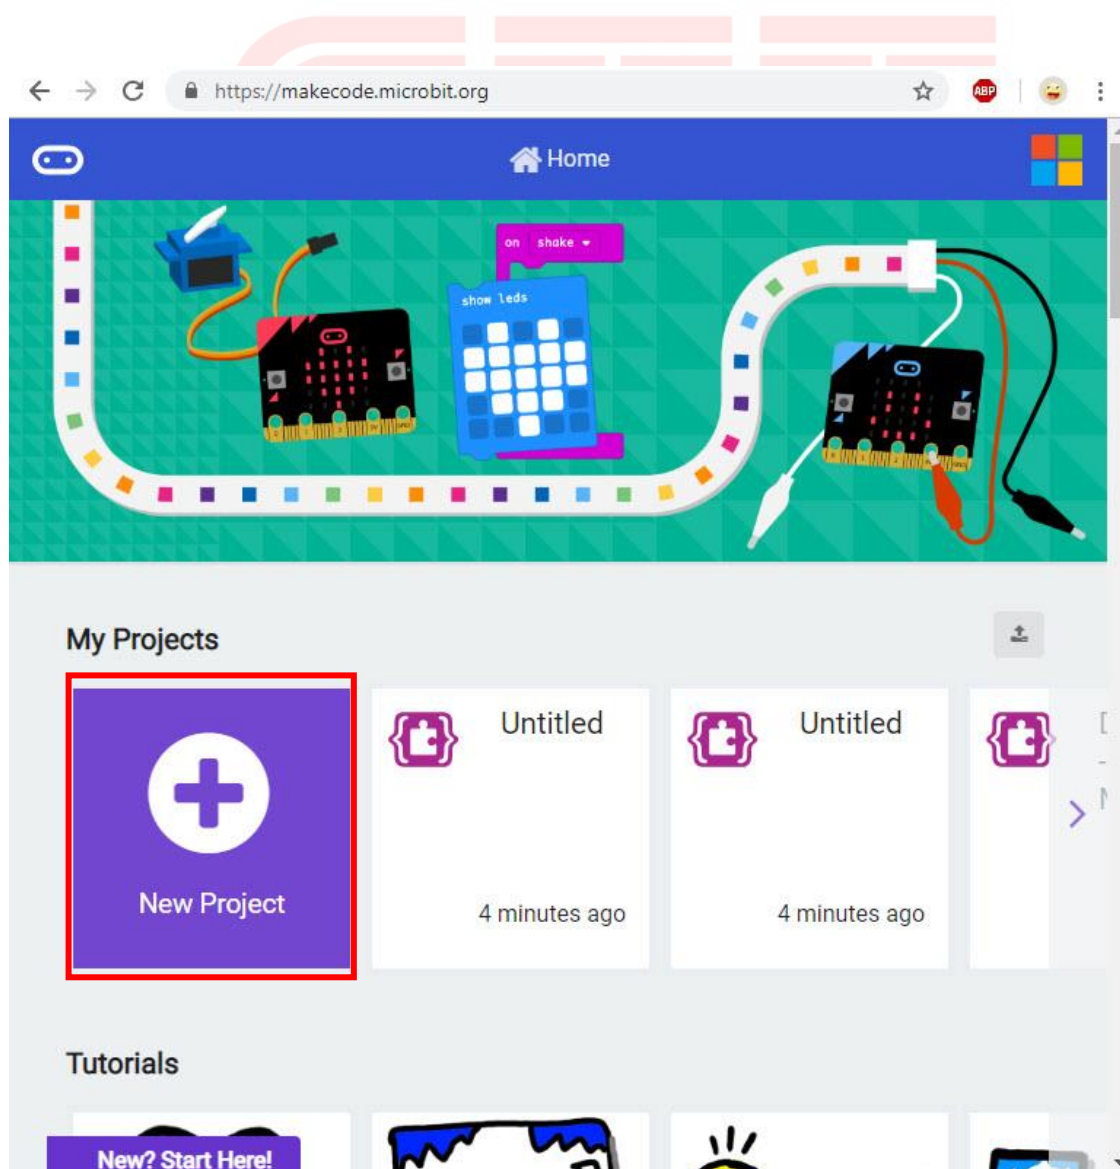 https://makecode.microbit.org
ABP
Home
on shake
show leds
My Projects
New Project
Untitled
4 minutes ago
Untitled
4 minutes ago
Tutorials
New? Start Here!